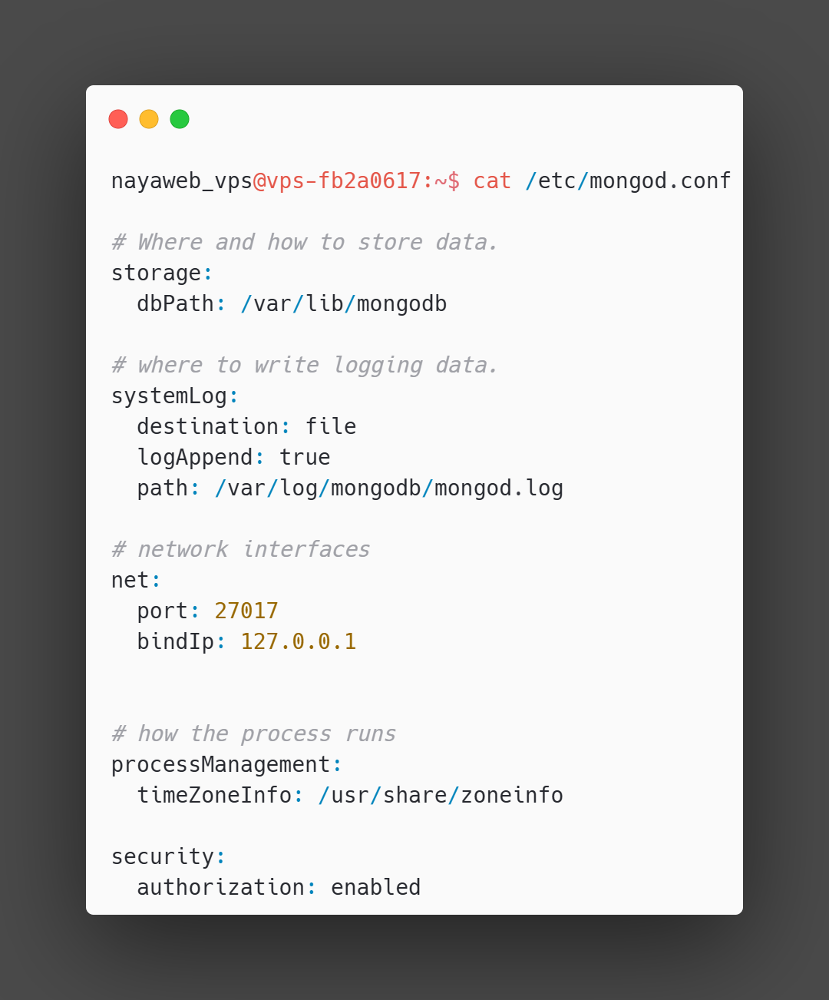 nayaweb_vps@vps-fb2a0617:~$ cat /etc/mongod.conf
# Where and how to store data.
storage:
  dbPath: /var/lib/mongodb
# where to write logging data.
systemLog:
  destination: file
  logAppend: true
  path: /var/log/mongodb/mongod.log
# network interfaces
net:
  port: 27017
  bindIp: 127.0.0.1
# how the process runs
processManagement:
  timeZoneInfo: /usr/share/zoneinfo
security:
  authorization: enabled